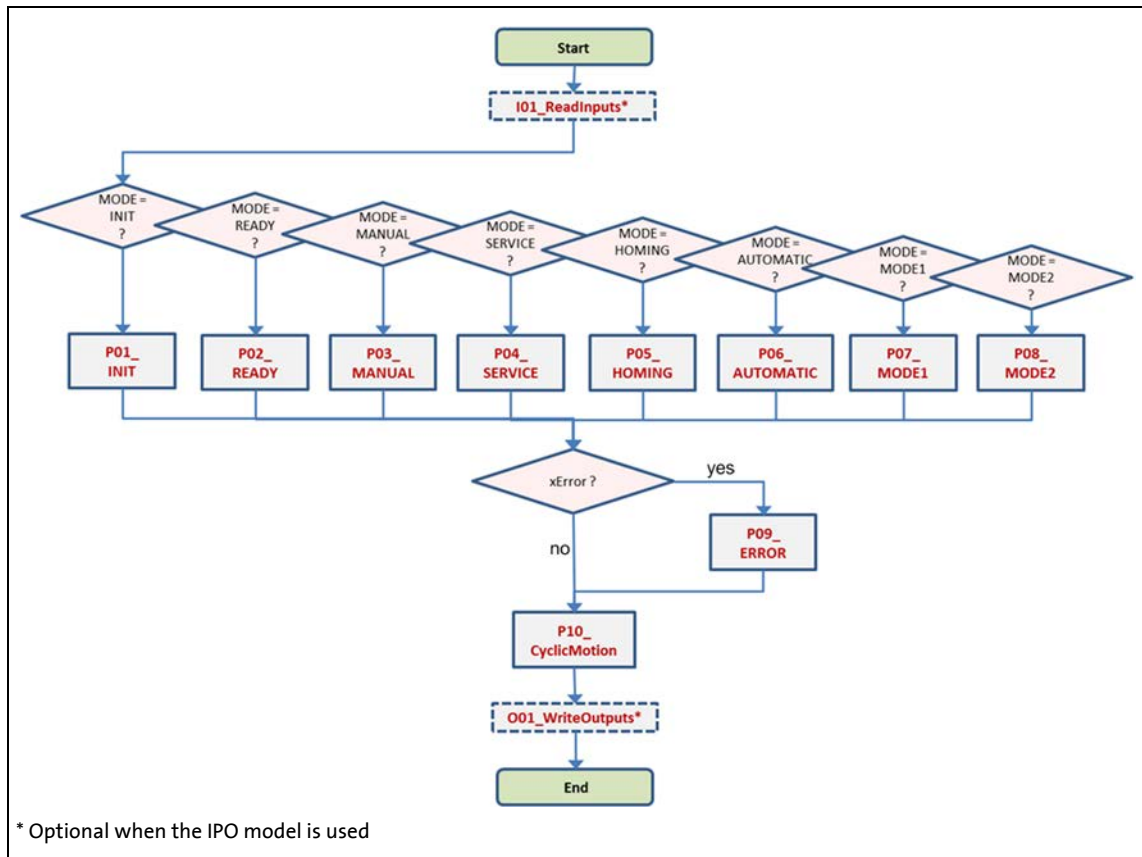 Start
I01_ReadInputs*
MODE =
INIT
?
MODE =
READY
?
MODE =
MANUAL
?
MODE =
SERVICE
?
MODE =
HOMING
?
MODE =
AUTOMATIC
?
MODE =
MODE1
?
MODE =
MODE2
?
P01_
INIT
P02_
READY
P03_
MANUAL
P04_
SERVICE
P05_
HOMING
P06_
AUTOMATIC
P07_
MODE1
P08_
MODE2
xError ?
yes
no
P09_
ERROR
P10_
CyclicMotion
O01_WriteOutputs*
End
* Optional when the IPO model is used